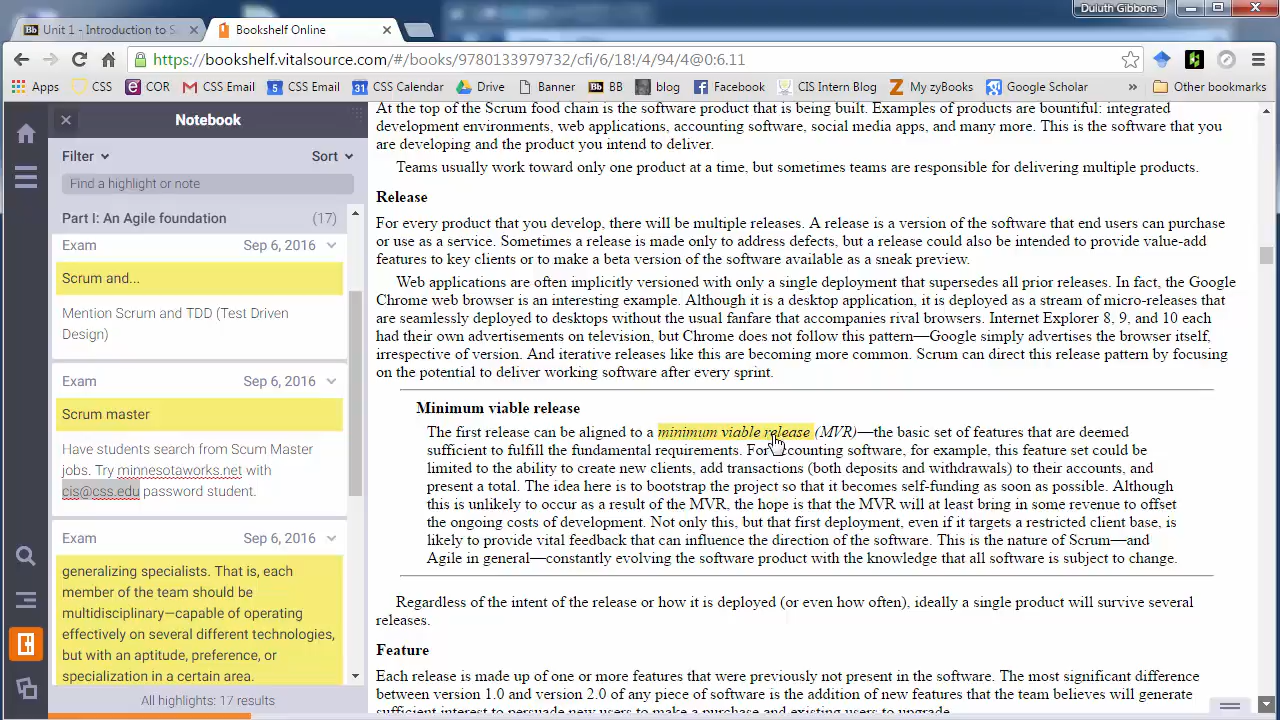 Duluth Gibbons
Bb Unit 1 - Introduction to S
Bookshelf Online
https://bookshelf.vitalsource.com/#/books/9780133979732/cfi/6/18!/4/94/4@0:6.11
Apps CSS COR CSS Email 5 CSS Email 31 CSS Calendar Drive Banner Bb BB blog Facebook CIS Intern Blog Z My zyBooks g Google Scholar » Other bookmarks
Notebook
Filter Sort
Find a highlight or note
Part I: An Agile foundation (17)
Exam Sep 6, 2016
Scrum and...
Mention Scrum and TDD (Test Driven
Design)
Exam Sep 6, 2016
Scrum master
Have students search from Scum Master
jobs. Try minnesotaworks.net with
cis@css.edu password student.
Exam Sep 6, 2016
generalizing specialists. That is, each
member of the team should be
multidisciplinary—capable of operating
effectively on several different technologies,
but with an aptitude, preference, or
specialization in a certain area.
All highlights: 17 results
At the top of the Scrum food chain is the software product that is being built. Examples of products are bountiful: integrated
development environments, web applications, accounting software, social media apps, and many more. This is the software that you
are developing and the product you intend to deliver.
Teams usually work toward only one product at a time, but sometimes teams are responsible for delivering multiple products.
Release
For every product that you develop, there will be multiple releases. A release is a version of the software that end users can purchase
or use as a service. Sometimes a release is made only to address defects, but a release could also be intended to provide value-add
features to key clients or to make a beta version of the software available as a sneak preview.
Web applications are often implicitly versioned with only a single deployment that supersedes all prior releases. In fact, the Google
Chrome web browser is an interesting example. Although it is a desktop application, it is deployed as a stream of micro-releases that
are seamlessly deployed to desktops without the usual fanfare that accompanies rival browsers. Internet Explorer 8, 9, and 10 each
had their own advertisements on television, but Chrome does not follow this pattern—Google simply advertises the browser itself,
irrespective of version. And iterative releases like this are becoming more common. Scrum can direct this release pattern by focusing
on the potential to deliver working software after every sprint.
Minimum viable release
The first release can be aligned to a minimum viable release (MVR)—the basic set of features that are deemed
sufficient to fulfill the fundamental requirements. For accounting software, for example, this feature set could be
limited to the ability to create new clients, add transactions (both deposits and withdrawals) to their accounts, and
present a total. The idea here is to bootstrap the project so that it becomes self-funding as soon as possible. Although
this is unlikely to occur as a result of the MVR, the hope is that the MVR will at least bring in some revenue to offset
the ongoing costs of development. Not only this, but that first deployment, even if it targets a restricted client base, is
likely to provide vital feedback that can influence the direction of the software. This is the nature of Scrum—and
Agile in general—constantly evolving the software product with the knowledge that all software is subject to change.
Regardless of the intent of the release or how it is deployed (or even how often), ideally a single product will survive several
releases.
Feature
Each release is made up of one or more features that were previously not present in the software. The most significant difference
between version 1.0 and version 2.0 of any piece of software is the addition of new features that the team believes will generate
sufficient interest to persuade new users to make a purchase and existing users to upgrade.